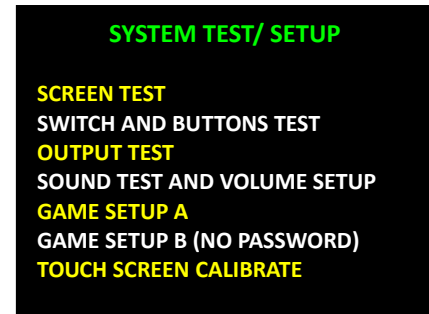 SYSTEM TEST/ SETUP
SCREEN TEST
SWITCH AND BUTTONS TEST
OUTPUT TEST
SOUND TEST AND VOLUME SETUP
GAME SETUP A
GAME SETUP B (NO PASSWORD)
TOUCH SCREEN CALIBRATE